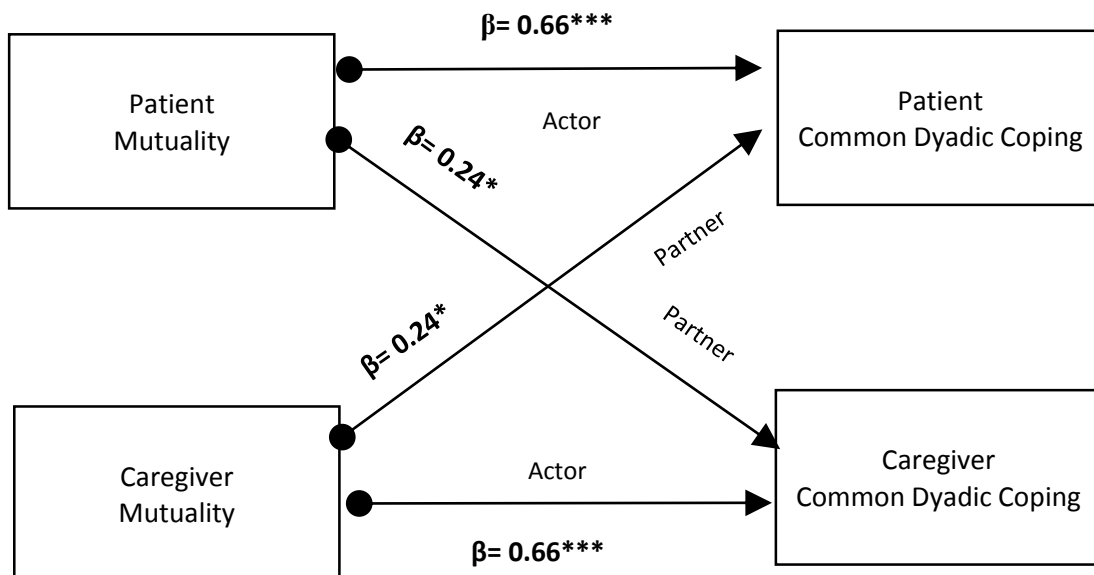 β= 0.66***
Patient
Mutuality
Actor
Patient
Common Dyadic Coping
β= 0.24*
Partner
β= 0.24*
Partner
Caregiver
Mutuality
Actor
β= 0.66***
Caregiver
Common Dyadic Coping